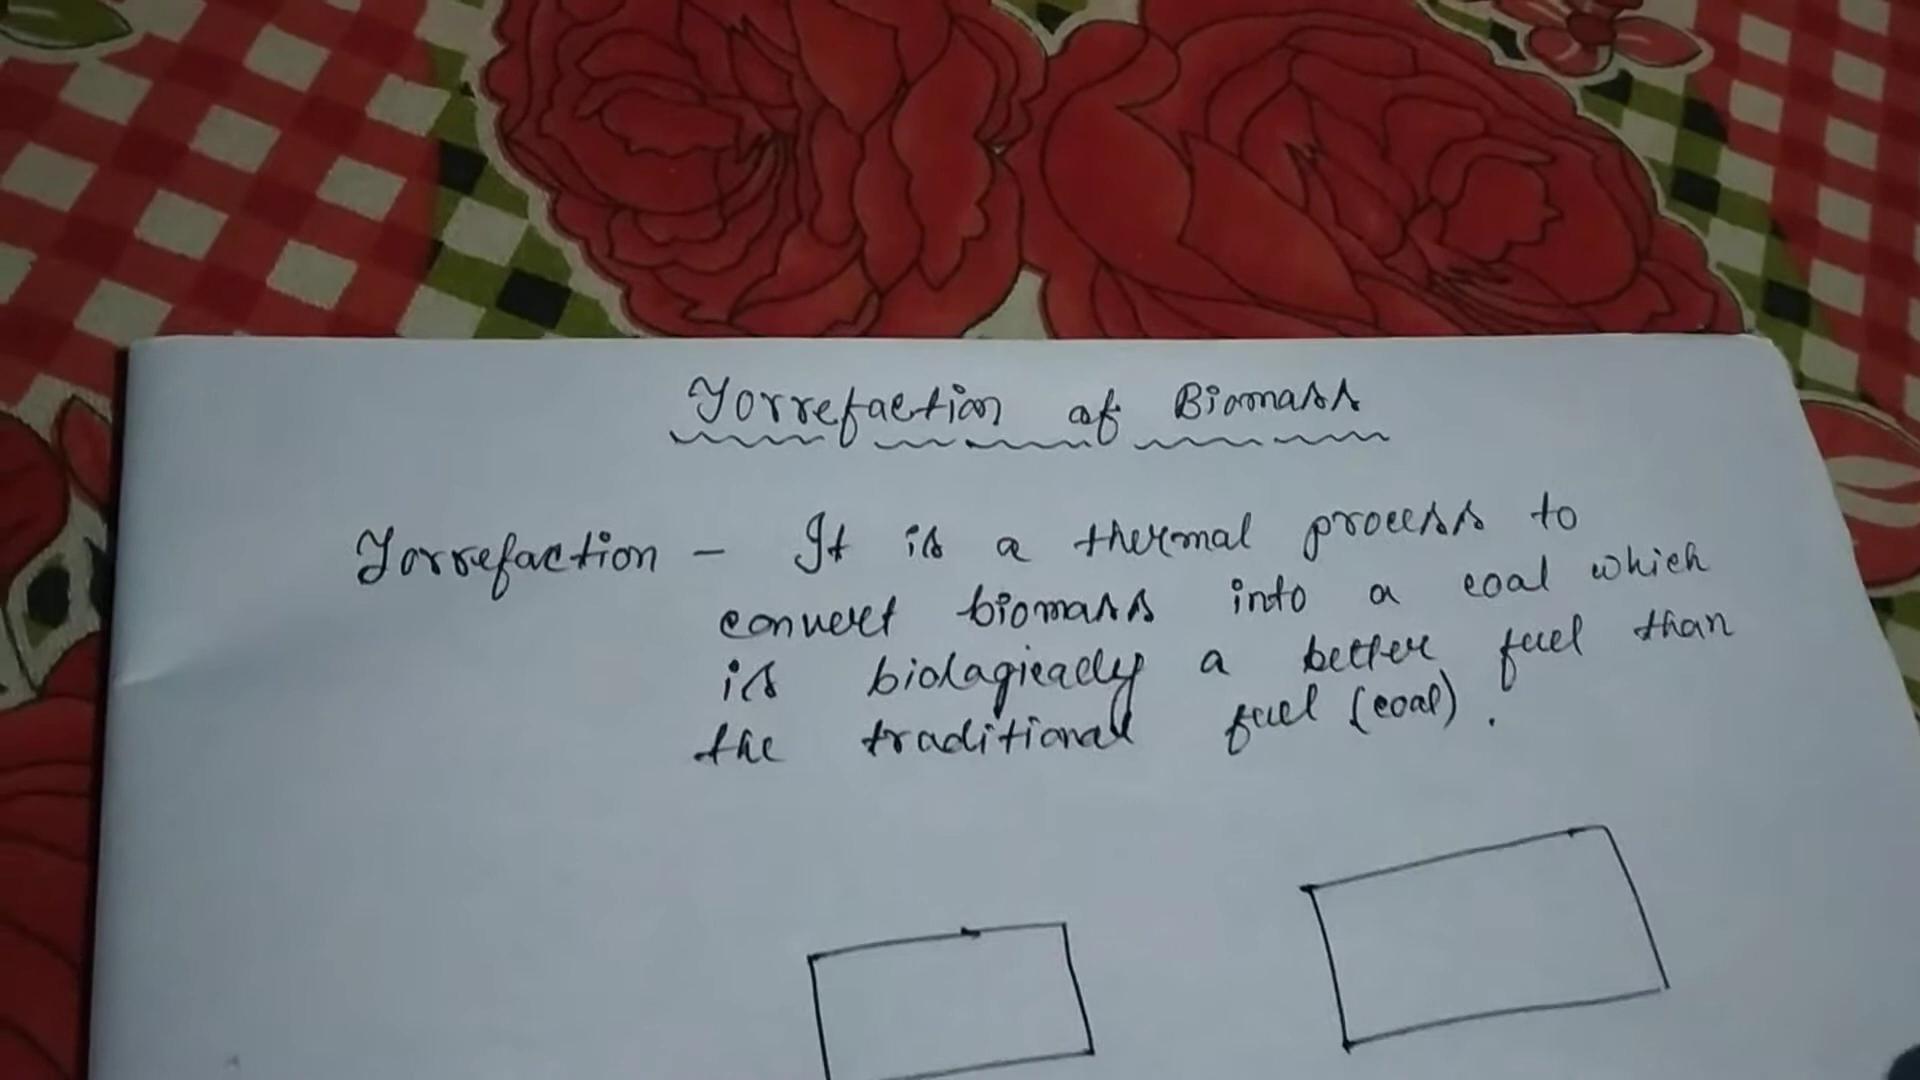 Torrefaction of Biomass
Torrefaction - It is a thermal process to
convert biomass into a coal which
is biologically a better fuel than
the traditional fuel (coal).